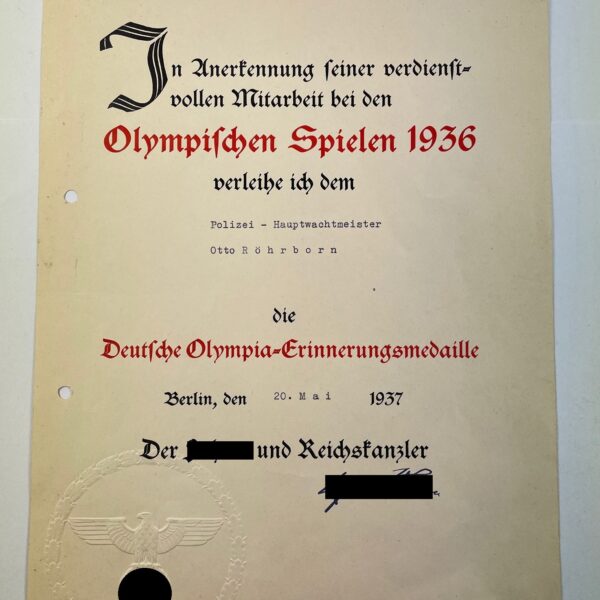 In Anerkennung seiner verdienst-
vollen Mitarbeit bei den
Olympischen Spielen 1936
verleihe ich dem
Polizei - Hauptwachtmeister
Otto Röhrborn
die
Deutsche Olympia-Erinnerungsmedaille
Berlin, den 20. Mai 1937
Der und Reichskanzler